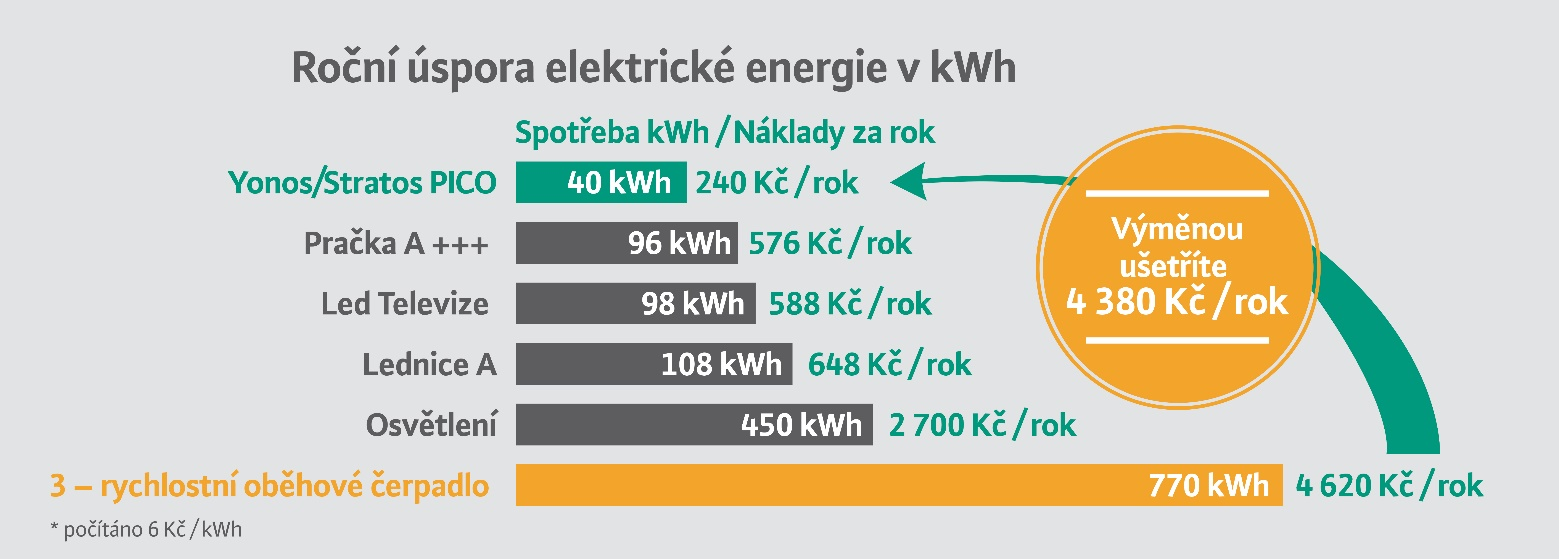 Roční úspora elektrické energie v kWh
Spotřeba kWh / Náklady za rok
Yonos/Stratos PICO 40 kWh 240 Kč / rok
Pračka A +++ 96 kWh 576 Kč / rok
Led Televize 98 kWh 588 Kč / rok
Lednice A 108 kWh 648 Kč / rok
Osvětlení 450 kWh 2 700 Kč / rok
3 – rychlostní oběhové čerpadlo 770 kWh 4 620 Kč / rok
* počítáno 6 Kč / kWh
Výměnou
ušetříte
4 380 Kč / rok